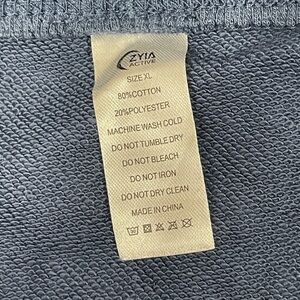 ZYIA
ACTIVE
SIZE XL
80%COTTON
20%POLYESTER
MACHINE WASH COLD
DO NOT TUMBLE DRY
DO NOT BLEACH
DO NOT IRON
DO NOT DRY CLEAN
MADE IN CHINA